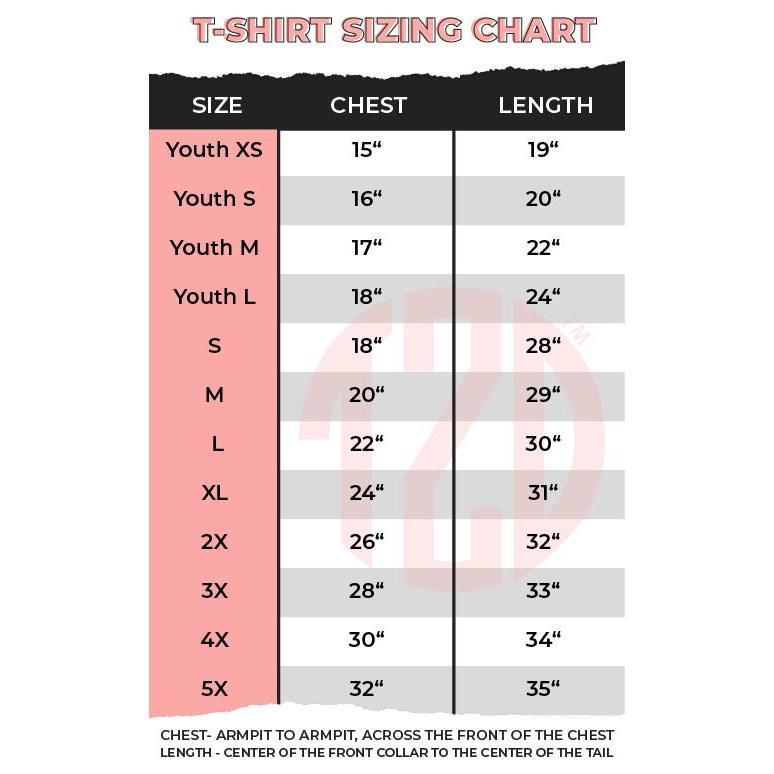 T-SHIRT SIZING CHART
SIZE CHEST LENGTH
Youth XS 15“ 19“
Youth S 16“ 20“
Youth M 17“ 22“
Youth L 18“ 24“
S 18“ 28“
M 20“ 29“
L 22“ 30“
XL 24“ 31“
2X 26“ 32“
3X 28“ 33“
4X 30“ 34“
5X 32“ 35“
TM
CHEST- ARMPIT TO ARMPIT, ACROSS THE FRONT OF THE CHEST
LENGTH - CENTER OF THE FRONT COLLAR TO THE CENTER OF THE TAIL